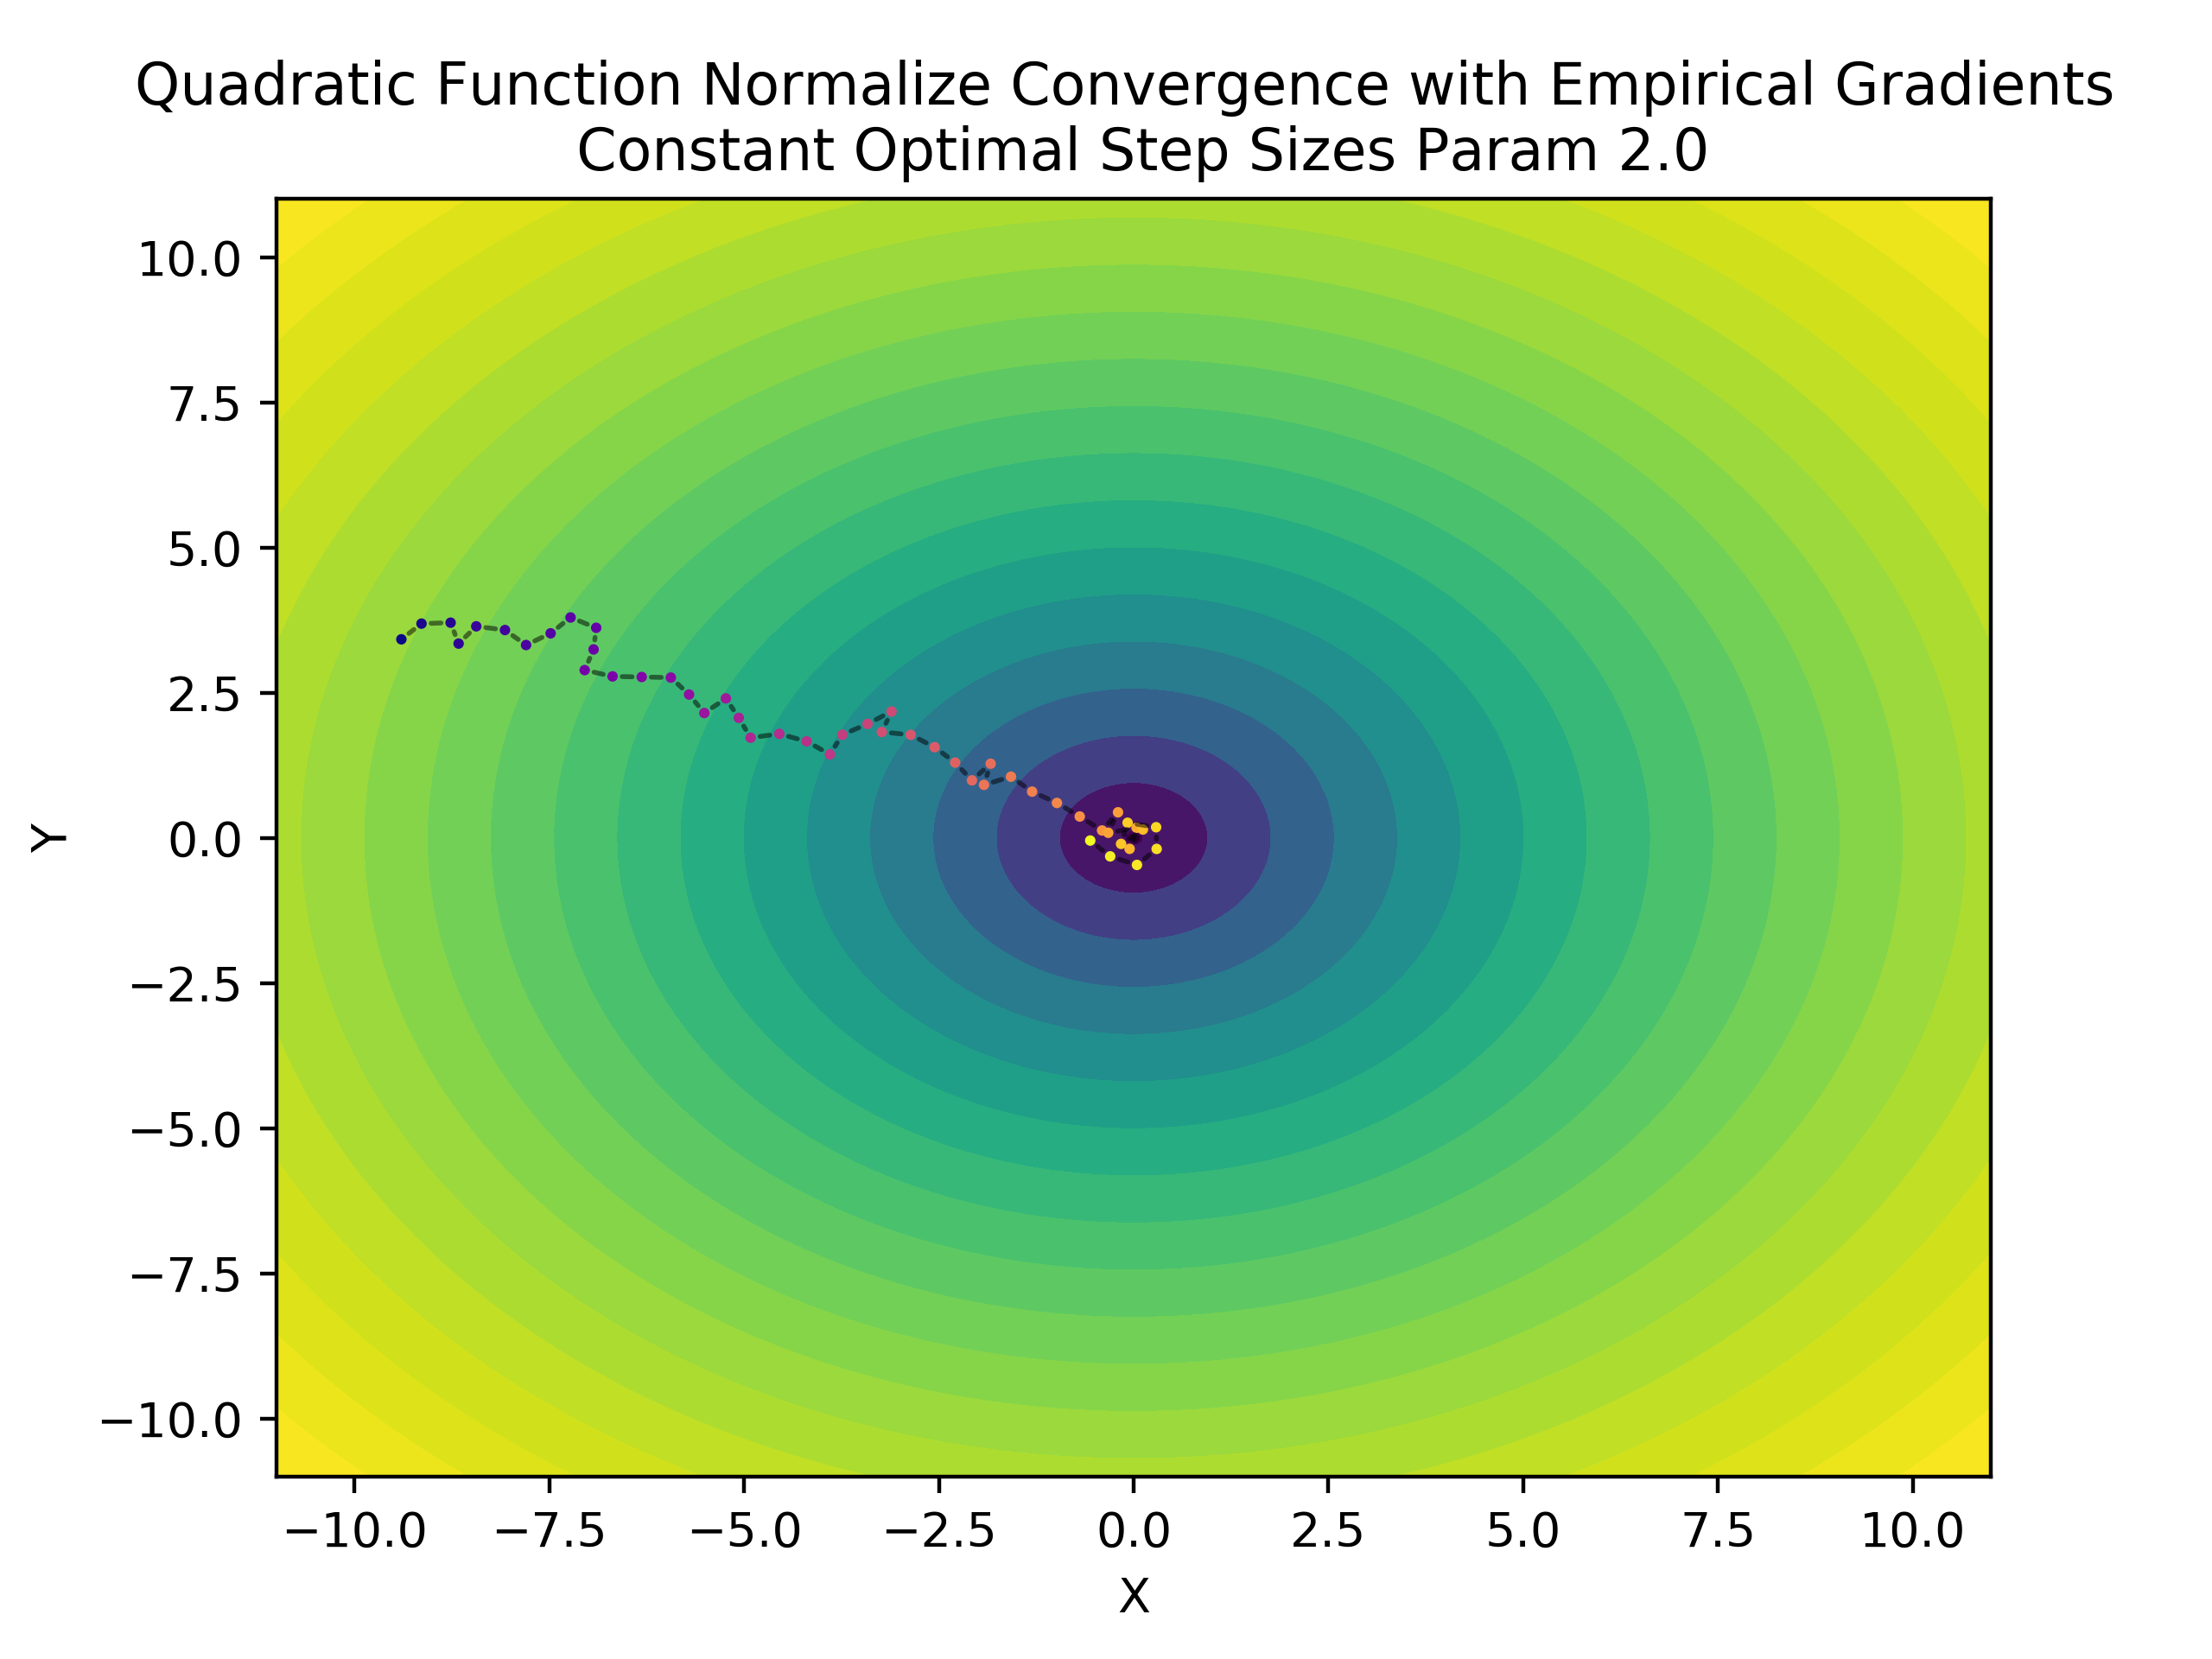 Quadratic Function Normalize Convergence with Empirical Gradients
Constant Optimal Step Sizes Param 2.0
10.0
7.5
5.0
2.5
0.0
−2.5
−5.0
−7.5
−10.0
Y
−10.0 −7.5 −5.0 −2.5 0.0 2.5 5.0 7.5 10.0
X